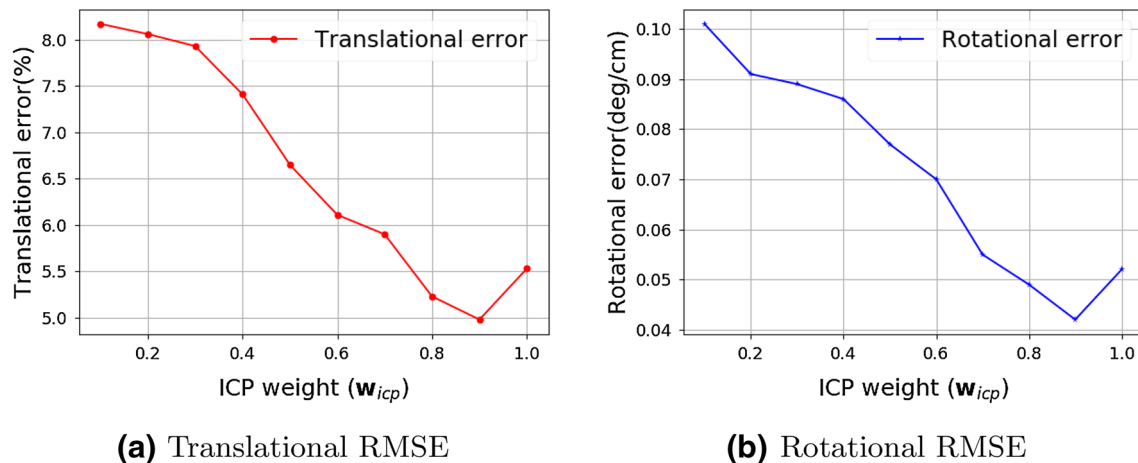 Translational error
Translational error(%)
8.0
7.5
7.0
6.5
6.0
5.5
5.0
0.2 0.4 0.6 0.8 1.0
ICP weight (w_icp)
(a) Translational RMSE
Rotational error
Rotational error(deg/cm)
0.10
0.09
0.08
0.07
0.06
0.05
0.04
0.2 0.4 0.6 0.8 1.0
ICP weight (w_icp)
(b) Rotational RMSE